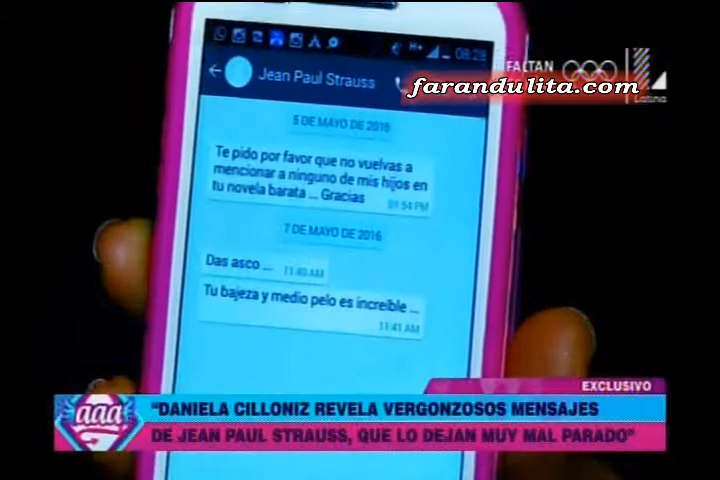 08:28
FALTAN
Jean Paul Strauss
farandulita.com
Latina
5 DE MAYO DE 2016
Te pido por favor que no vuelvas a
mencionar a ninguno de mis hijos en
tu novela barata ... Gracias
09:54 PM
7 DE MAYO DE 2016
Das asco ... 11:40 AM
Tu bajeza y medio pelo es increible ...
11:41 AM
EXCLUSIVO
aaa
"DANIELA CILLONIZ REVELA VERGONZOSOS MENSAJES
DE JEAN PAUL STRAUSS, QUE LO DEJAN MUY MAL PARADO"